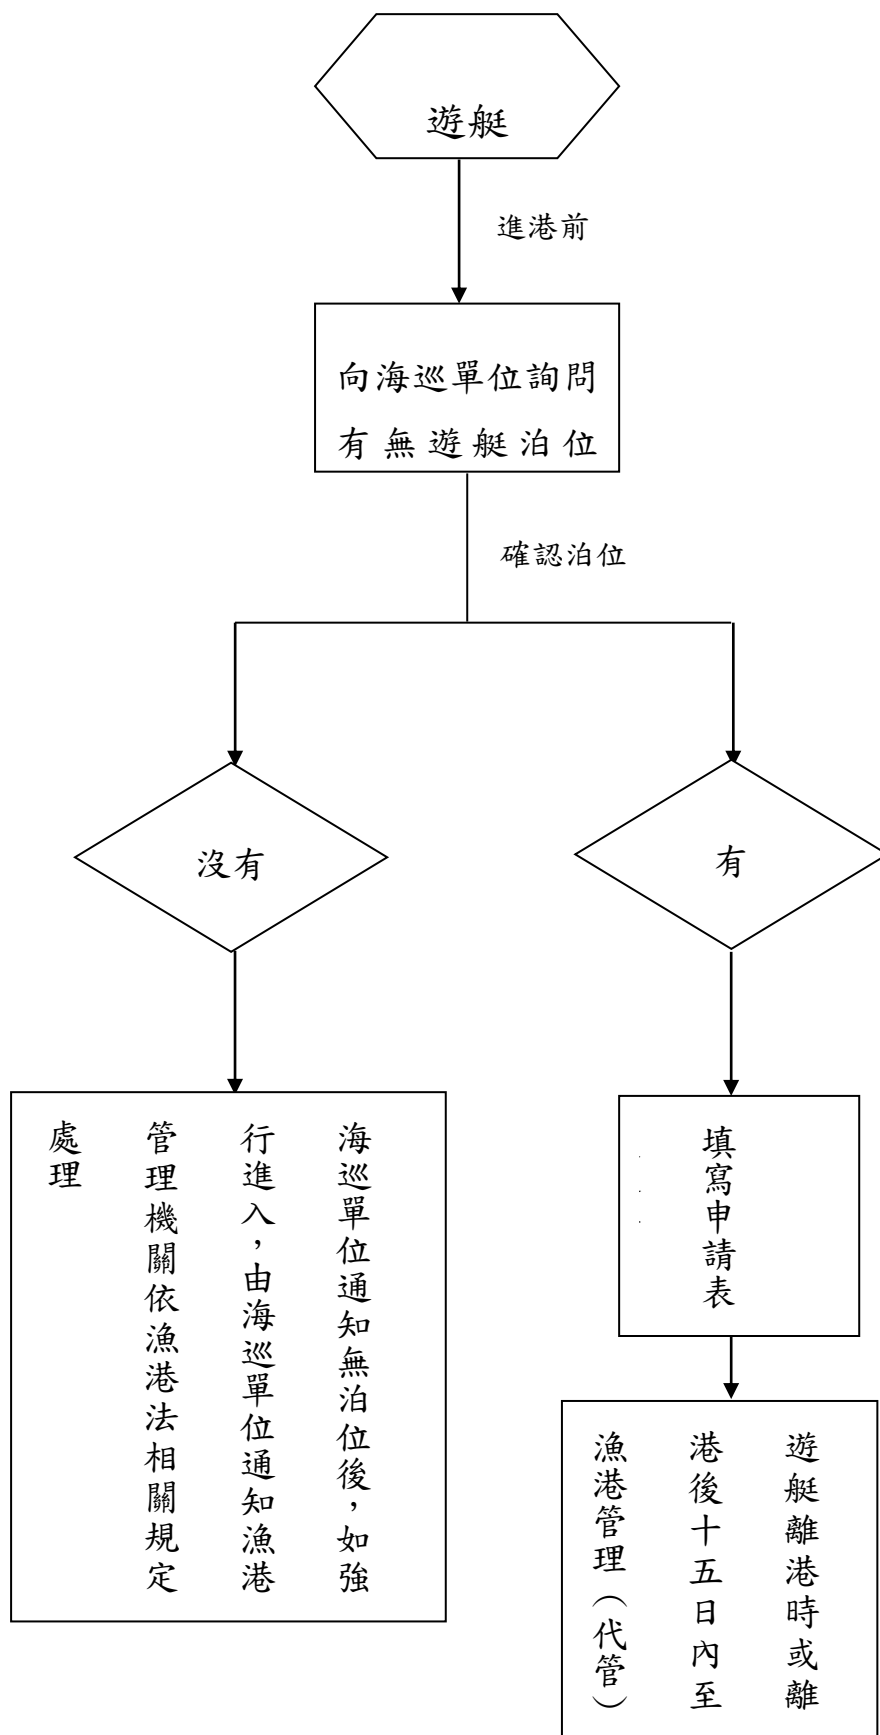 遊艇
進港前
向海巡單位詢問
有無遊艇泊位
確認泊位
沒有
有
海巡單位通知無泊位後，如強
行進入，由海巡單位通知漁港
管理機關依漁港法相關規定
處理
填寫申請表
遊艇離港時或離
港後十五日內至
漁港管理（代管）